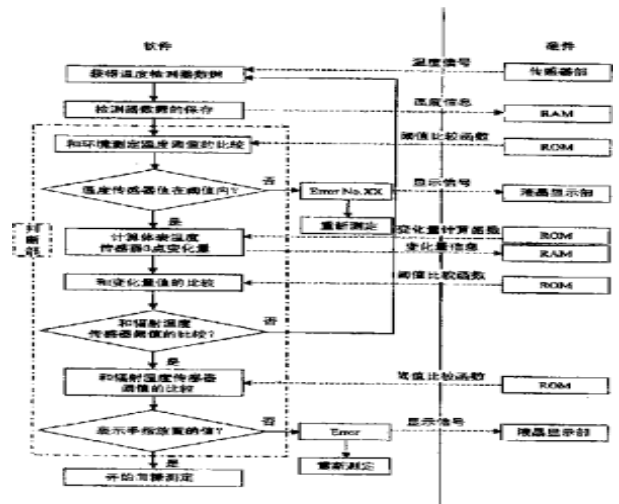 软件
硬件
获得温度检测器数据
温度信号
传感器部
检测器数据的保存
温度信息
RAM
和环境测定温度阈值的比较
阈值比较函数
ROM
温度传感器值在阈值内?
否
Error No.XX
显示信号
液晶显示部
重新测定
是
判断部
计算体表温度
传感器0点变化量
变化量计算函数
ROM
变化量信息
RAM
和变化量值的比较
阈值比较函数
ROM
和辐射温度
传感器阈值的比较?
否
是
和辐射温度传感器
阈值的比较
阈值比较函数
ROM
表示手指放置的值?
否
Error
显示信号
液晶显示部
重新测定
是
开始血糖测定